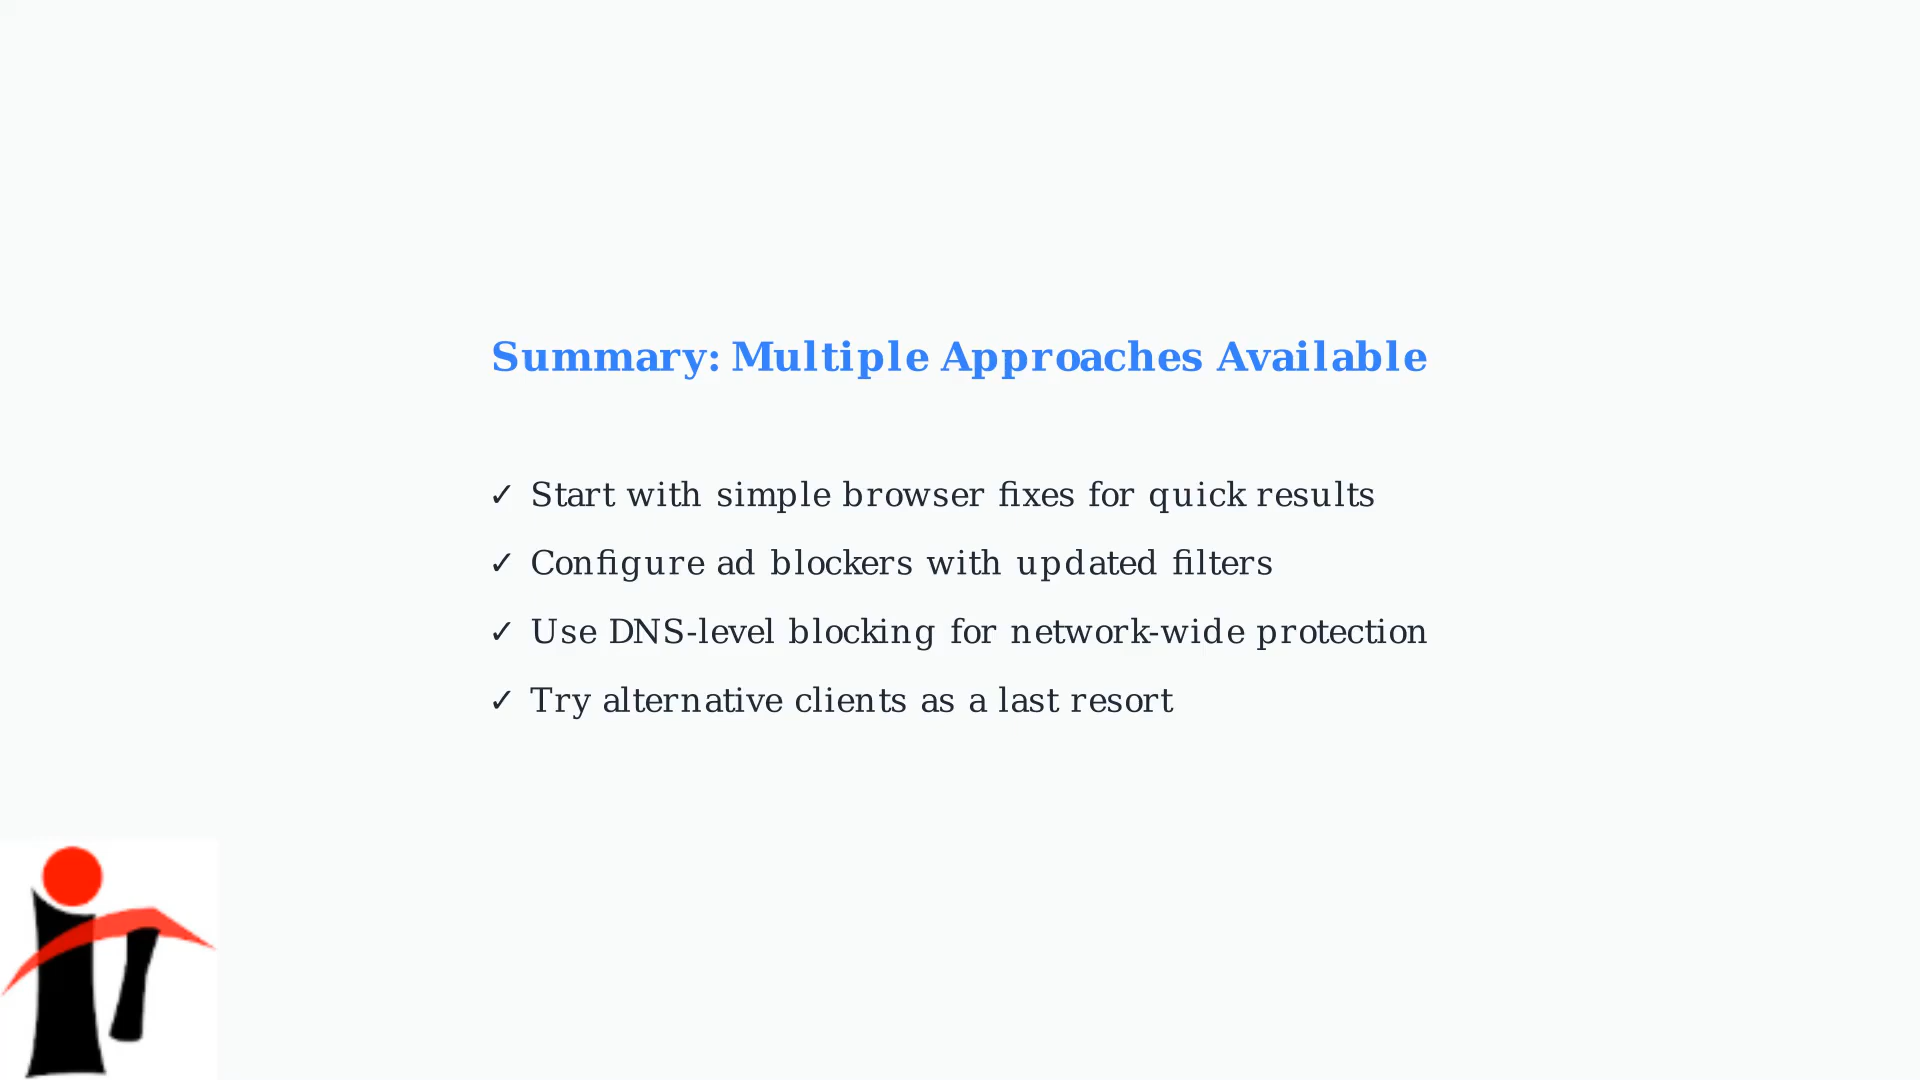 Summary: Multiple Approaches Available
✓ Start with simple browser fixes for quick results
✓ Configure ad blockers with updated filters
✓ Use DNS-level blocking for network-wide protection
✓ Try alternative clients as a last resort